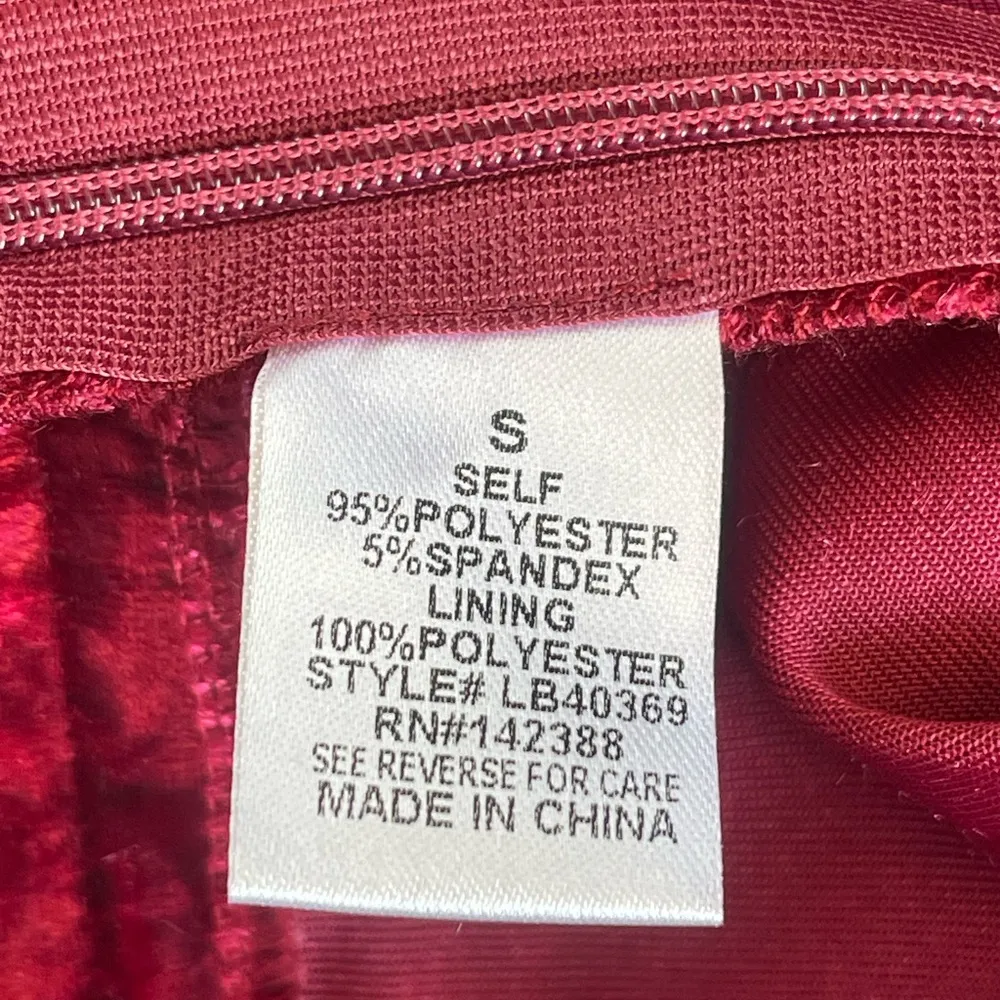 S
SELF
95%POLYESTER
5%SPANDEX
LINING
100%POLYESTER
STYLE# LB40369
RN#142388
SEE REVERSE FOR CARE
MADE IN CHINA